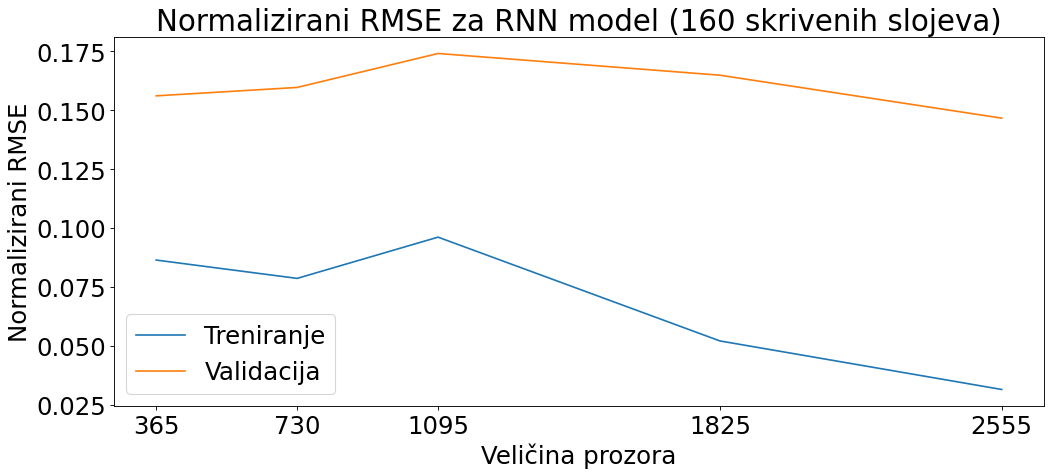 Normalizirani RMSE za RNN model (160 skrivenih slojeva)
Normalizirani RMSE
0.175
0.150
0.125
0.100
0.075
0.050
0.025
Treniranje
Validacija
365 730 1095 1825 2555
Veličina prozora